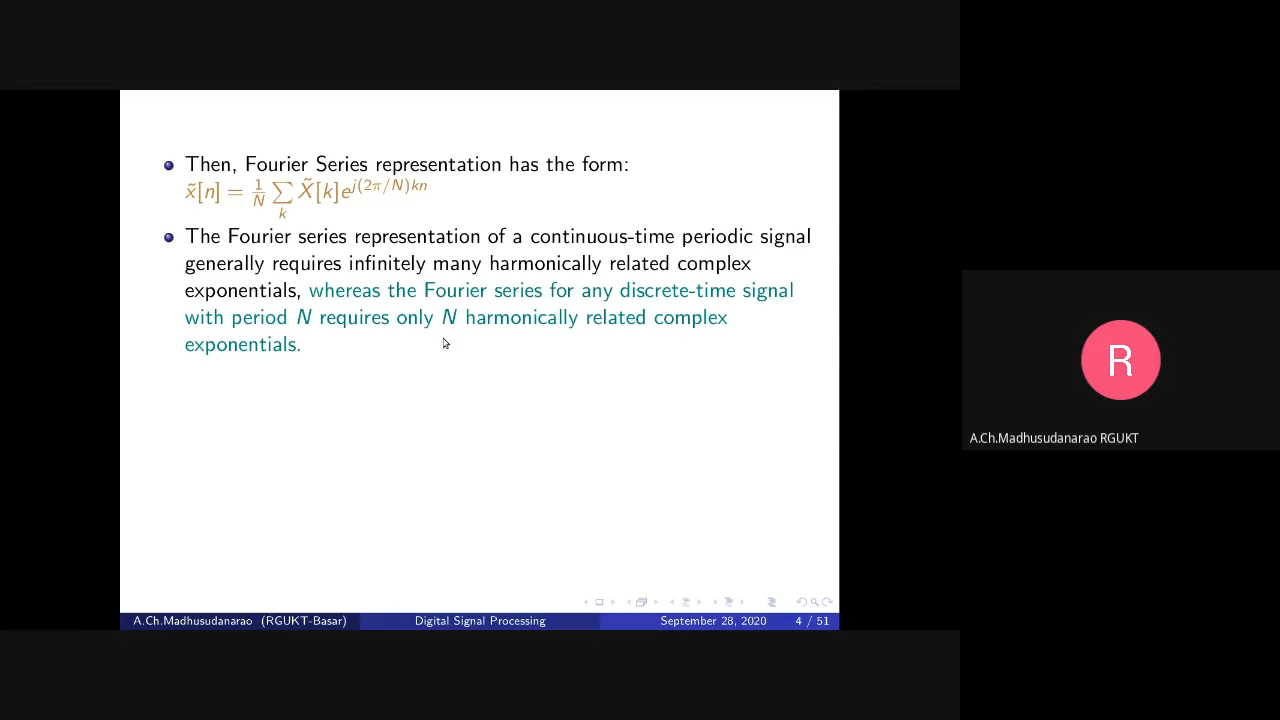 Then, Fourier Series representation has the form:
x̃[n] = 1/N ∑_k X̃[k]e^{j(2π/N)kn}
The Fourier series representation of a continuous-time periodic signal
generally requires infinitely many harmonically related complex
exponentials, whereas the Fourier series for any discrete-time signal
with period N requires only N harmonically related complex
exponentials.
A.Ch.Madhusudanarao (RGUKT-Basar) Digital Signal Processing September 28, 2020 4 / 51
R
A.Ch.Madhusudanarao RGUKT